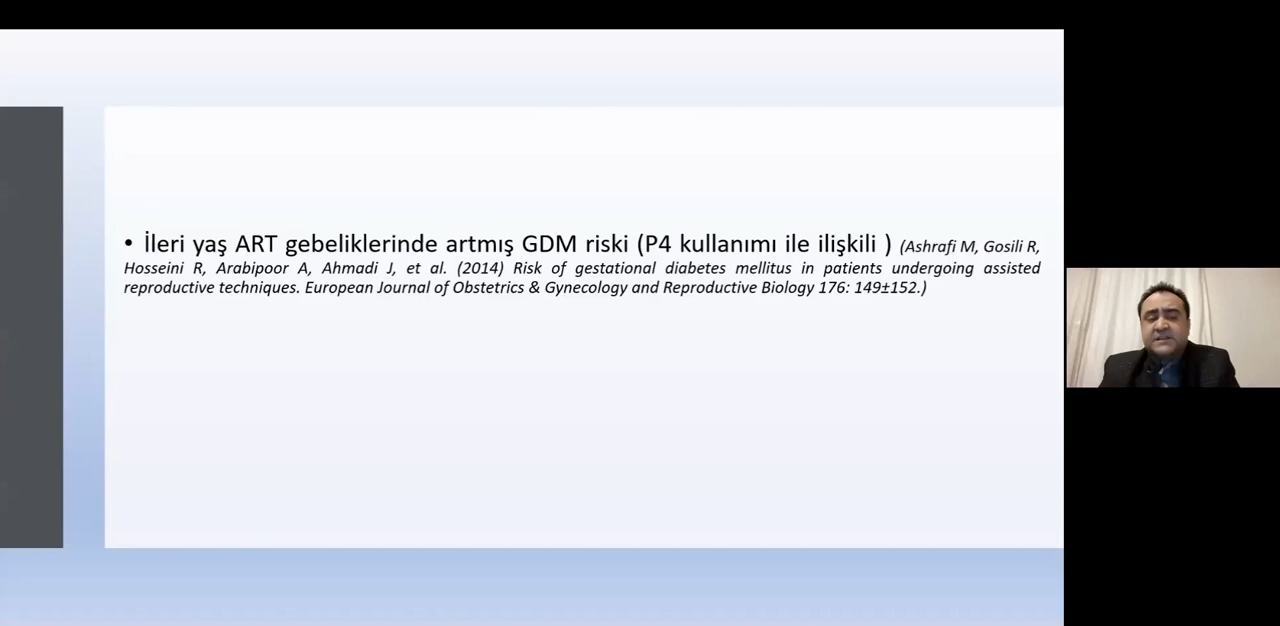 • İleri yaş ART gebeliklerinde artmış GDM riski (P4 kullanımı ile ilişkili ) (Ashrafi M, Gosili R,
Hosseini R, Arabipoor A, Ahmadi J, et al. (2014) Risk of gestational diabetes mellitus in patients undergoing assisted
reproductive techniques. European Journal of Obstetrics & Gynecology and Reproductive Biology 176: 149±152.)